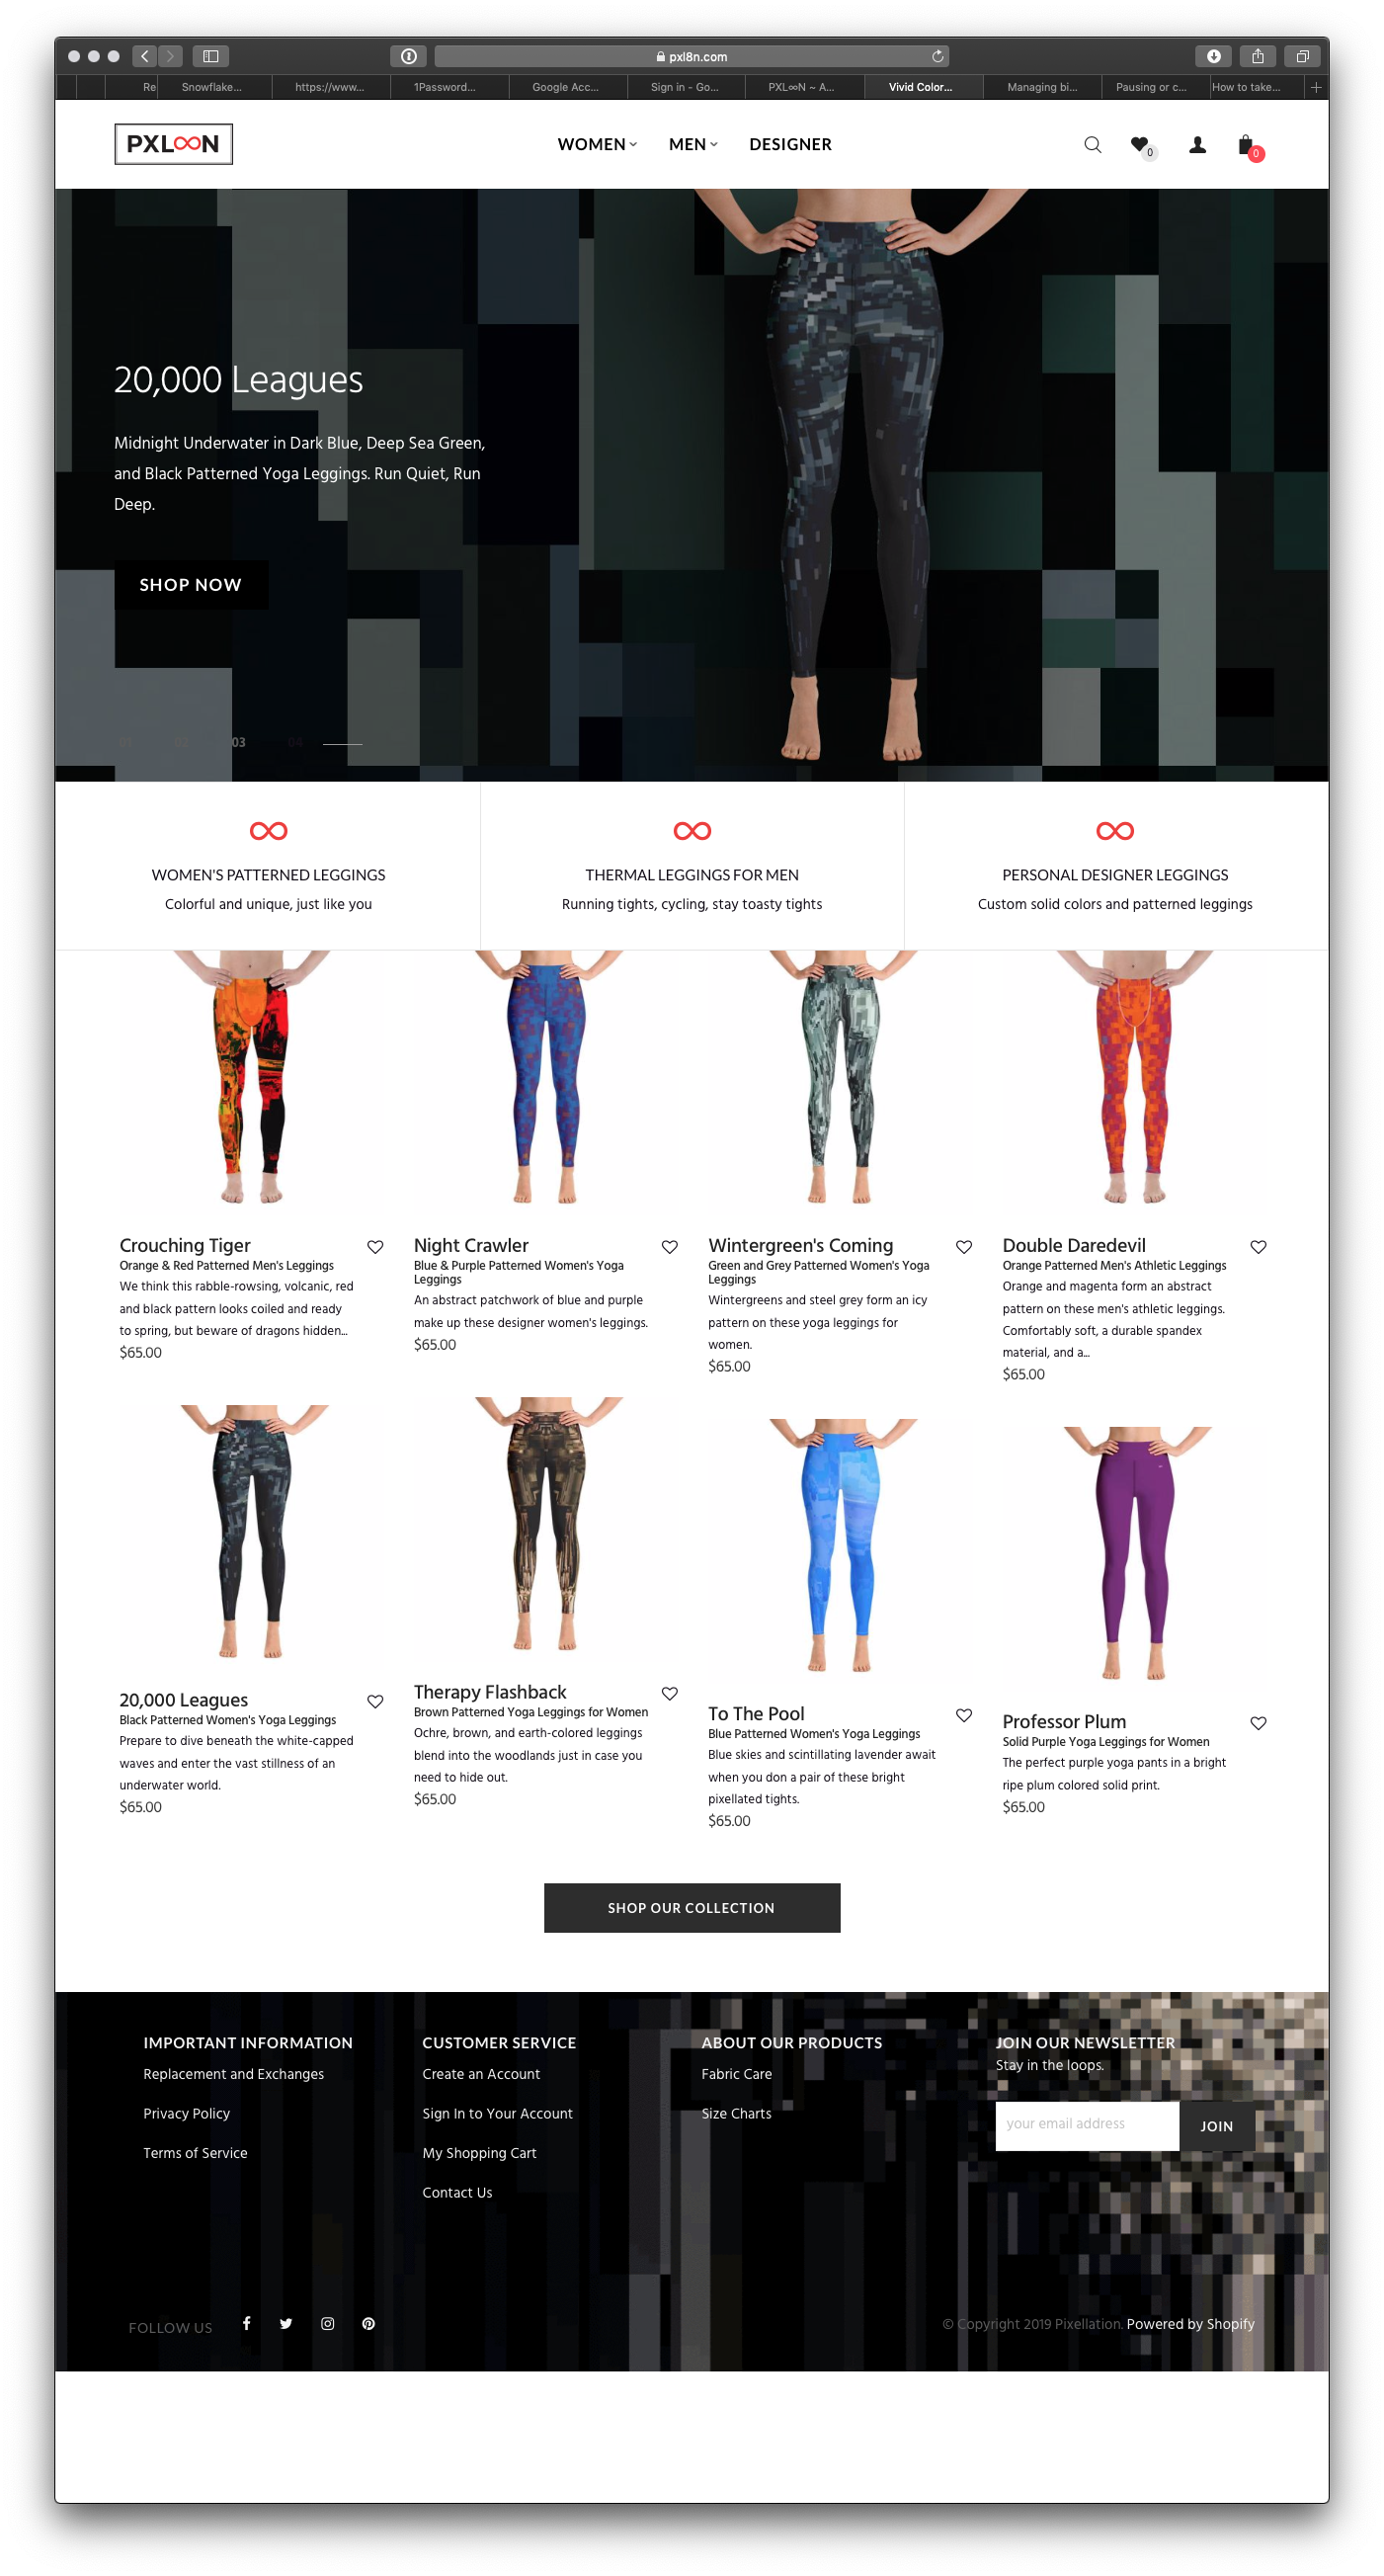 pxl8n.com
Re
Snowflake...
https://www...
1Password...
Google Acc...
Sign in - Go...
PXL∞N ~ A...
Vivid Color...
Managing bi...
Pausing or c...
How to take...
PXL∞N
WOMEN
MEN
DESIGNER
0
0
20,000 Leagues
Midnight Underwater in Dark Blue, Deep Sea Green,
and Black Patterned Yoga Leggings. Run Quiet, Run
Deep.
SHOP NOW
01 02 03 04
WOMEN'S PATTERNED LEGGINGS
Colorful and unique, just like you
THERMAL LEGGINGS FOR MEN
Running tights, cycling, stay toasty tights
PERSONAL DESIGNER LEGGINGS
Custom solid colors and patterned leggings
Crouching Tiger
Orange & Red Patterned Men's Leggings
We think this rabble-rowsing, volcanic, red
and black pattern looks coiled and ready
to spring, but beware of dragons hidden...
$65.00
Night Crawler
Blue & Purple Patterned Women's Yoga
Leggings
An abstract patchwork of blue and purple
make up these designer women's leggings.
$65.00
Wintergreen's Coming
Green and Grey Patterned Women's Yoga
Leggings
Wintergreens and steel grey form an icy
pattern on these yoga leggings for
women.
$65.00
Double Daredevil
Orange Patterned Men's Athletic Leggings
Orange and magenta form an abstract
pattern on these men's athletic leggings.
Comfortably soft, a durable spandex
material, and a...
$65.00
20,000 Leagues
Black Patterned Women's Yoga Leggings
Prepare to dive beneath the white-capped
waves and enter the vast stillness of an
underwater world.
$65.00
Therapy Flashback
Brown Patterned Yoga Leggings for Women
Ochre, brown, and earth-colored leggings
blend into the woodlands just in case you
need to hide out.
$65.00
To The Pool
Blue Patterned Women's Yoga Leggings
Blue skies and scintillating lavender await
when you don a pair of these bright
pixellated tights.
$65.00
Professor Plum
Solid Purple Yoga Leggings for Women
The perfect purple yoga pants in a bright
ripe plum colored solid print.
$65.00
SHOP OUR COLLECTION
IMPORTANT INFORMATION
Replacement and Exchanges
Privacy Policy
Terms of Service
CUSTOMER SERVICE
Create an Account
Sign In to Your Account
My Shopping Cart
Contact Us
ABOUT OUR PRODUCTS
Fabric Care
Size Charts
JOIN OUR NEWSLETTER
Stay in the loops.
your email address
JOIN
FOLLOW US
© Copyright 2019 Pixellation. Powered by Shopify